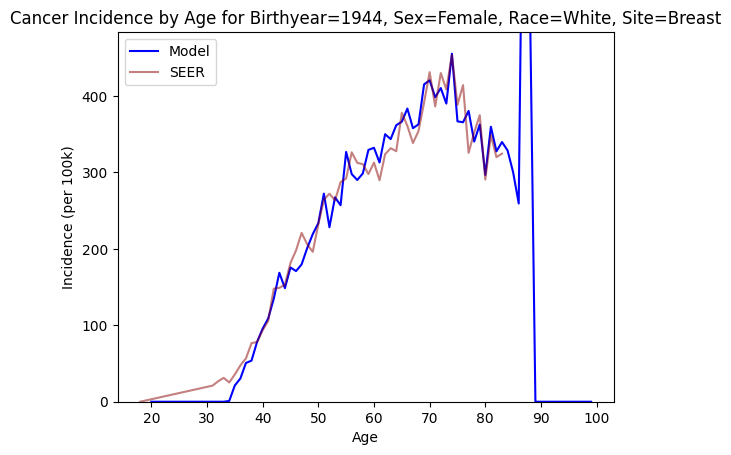 Cancer Incidence by Age for Birthyear=1944, Sex=Female, Race=White, Site=Breast
Model
SEER
400
300
200
100
0
Incidence (per 100k)
20 30 40 50 60 70 80 90 100
Age